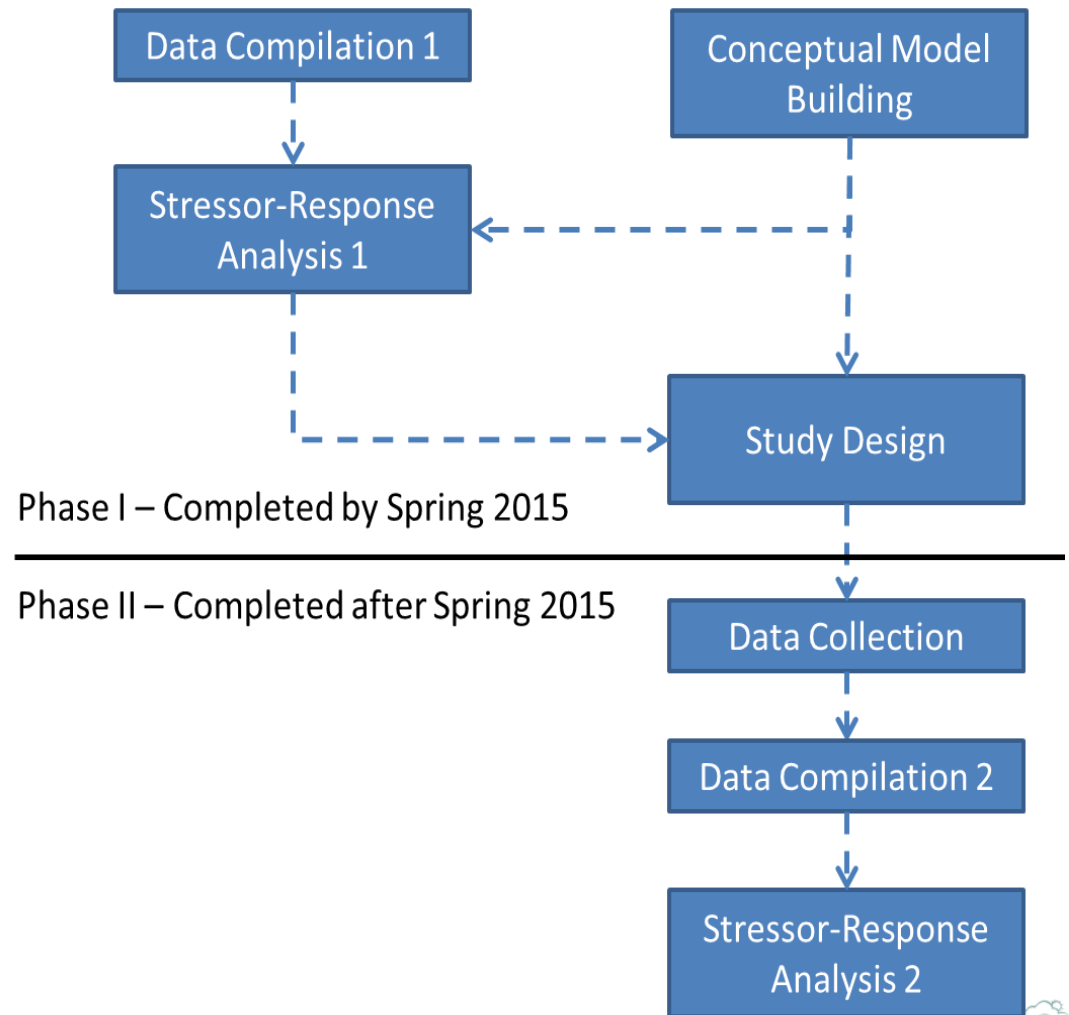 Data Compilation 1
Conceptual Model
Building
Stressor-Response
Analysis 1
Study Design
Phase I – Completed by Spring 2015
Phase II – Completed after Spring 2015
Data Collection
Data Compilation 2
Stressor-Response
Analysis 2